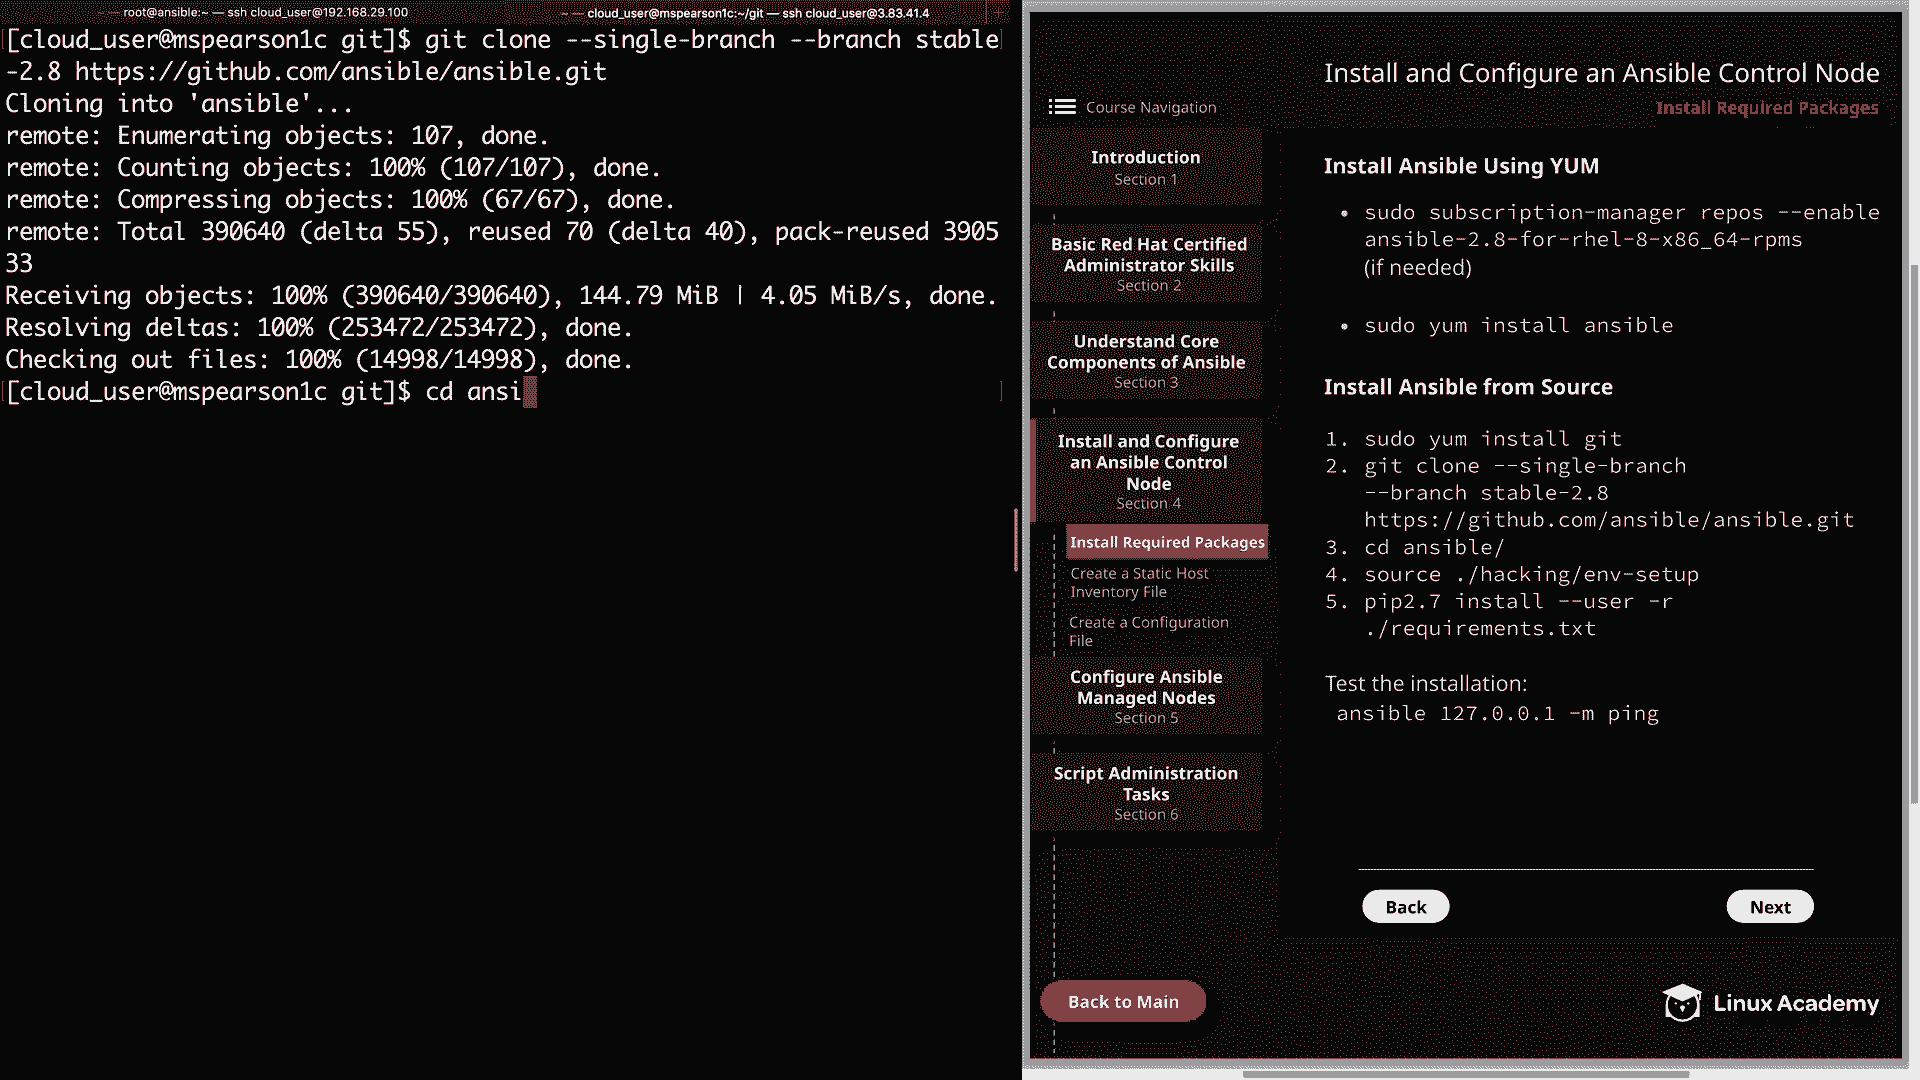 root@ansible:~ — ssh cloud_user@192.168.29.100
cloud_user@mspearson1c:~/git — ssh cloud_user@3.83.41.4
[cloud_user@mspearson1c git]$ git clone --single-branch --branch stable
-2.8 https://github.com/ansible/ansible.git
Cloning into 'ansible'...
remote: Enumerating objects: 107, done.
remote: Counting objects: 100% (107/107), done.
remote: Compressing objects: 100% (67/67), done.
remote: Total 390640 (delta 55), reused 70 (delta 40), pack-reused 3905
33
Receiving objects: 100% (390640/390640), 144.79 MiB | 4.05 MiB/s, done.
Resolving deltas: 100% (253472/253472), done.
Checking out files: 100% (14998/14998), done.
[cloud_user@mspearson1c git]$ cd ansi
Install and Configure an Ansible Control Node
Install Required Packages
Course Navigation
Introduction
Section 1
Basic Red Hat Certified
Administrator Skills
Section 2
Understand Core
Components of Ansible
Section 3
Install and Configure
an Ansible Control
Node
Section 4
Install Required Packages
Create a Static Host
Inventory File
Create a Configuration
File
Configure Ansible
Managed Nodes
Section 5
Script Administration
Tasks
Section 6
Back to Main
Install Ansible Using YUM
• sudo subscription-manager repos --enable
ansible-2.8-for-rhel-8-x86_64-rpms
(if needed)
• sudo yum install ansible
Install Ansible from Source
1. sudo yum install git
2. git clone --single-branch
--branch stable-2.8
https://github.com/ansible/ansible.git
3. cd ansible/
4. source ./hacking/env-setup
5. pip2.7 install --user -r
./requirements.txt
Test the installation:
ansible 127.0.0.1 -m ping
Back
Next
Linux Academy